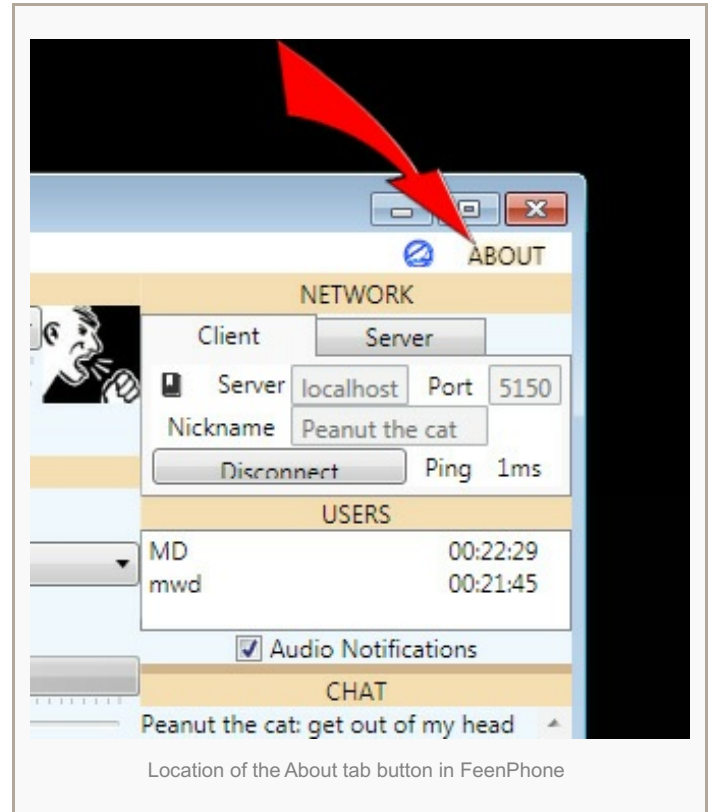 ABOUT
NETWORK
Client Server
Server localhost Port 5150
Nickname Peanut the cat
Disconnect Ping 1ms
USERS
MD 00:22:29
mwd 00:21:45
Audio Notifications
CHAT
Peanut the cat: get out of my head
Location of the About tab button in FeenPhone